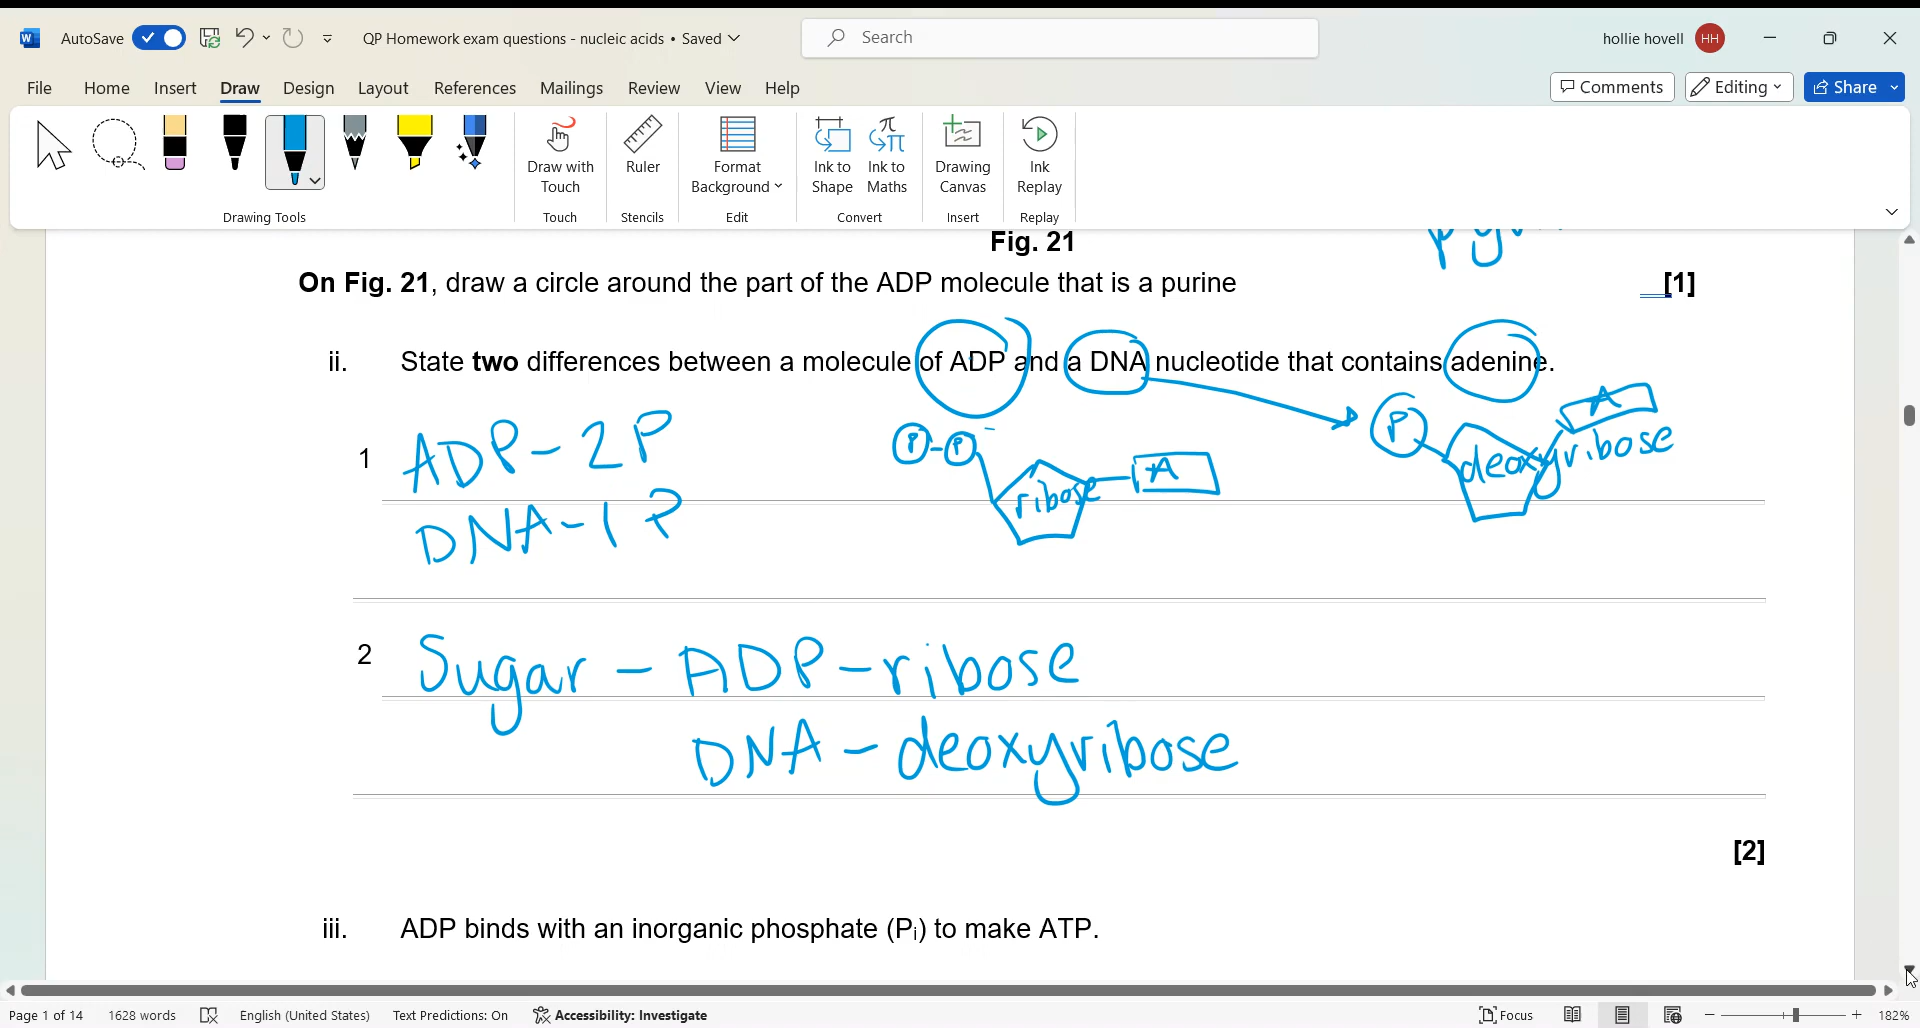 AutoSave
QP Homework exam questions - nucleic acids • Saved
Search
hollie hovell
HH
File Home Insert Draw Design Layout References Mailings Review View Help
Comments
Editing
Share
Draw with Touch
Ruler
Format Background
Ink to Shape
Ink to Maths
Drawing Canvas
Ink Replay
Drawing Tools
Touch
Stencils
Edit
Convert
Insert
Replay
Fig. 21
On Fig. 21, draw a circle around the part of the ADP molecule that is a purine
[1]
ii. State two differences between a molecule of ADP and a DNA nucleotide that contains adenine.
P-P
ribose
A
P
deoxyribose
A
1 ADP - 2P
DNA - 1 P
2 Sugar - ADP - ribose
DNA - deoxyribose
[2]
iii. ADP binds with an inorganic phosphate (Pi) to make ATP.
Page 1 of 14 1628 words English (United States) Text Predictions: On Accessibility: Investigate
Focus
182%